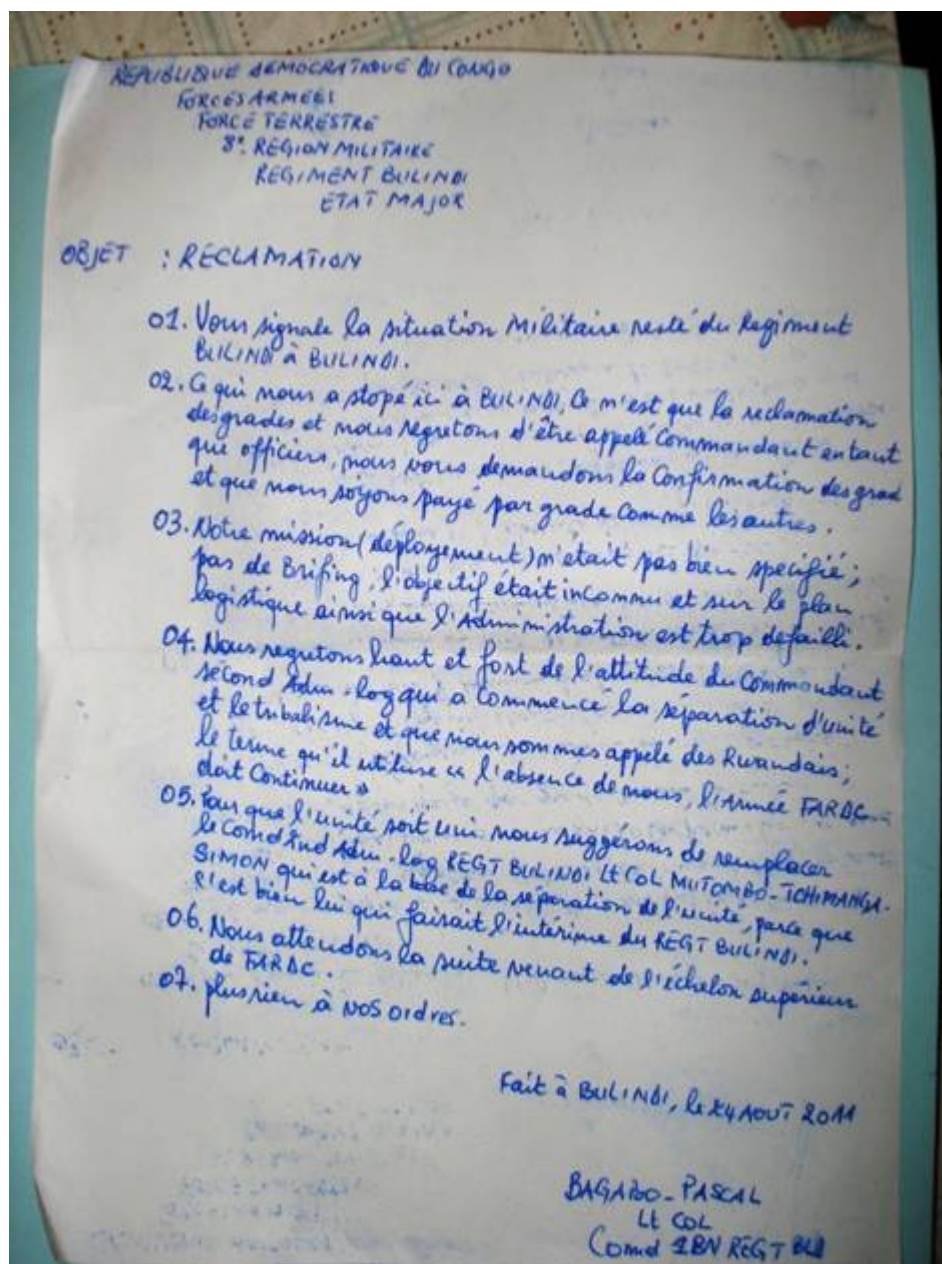 REPUBLIQUE DEMOCRATIQUE DU CONGO
FORCES ARMEES
FORCE TERRESTRE
8e. REGION MILITAIRE
REGIMENT BULINDI
ETAT MAJOR
OBJET : RECLAMATION
01. Vous signale la situation Militaire resté du Regiment
BULINDI à BULINDI.
02. Ce qui nous a stopé ici à BULINDI, Ce n'est que la reclamation
des grades et nous regretons d'être appelé Commandant entant
que officiers, nous vous demandons la Confirmation des grad
et que nous soyons payé par grade comme les autres.
03. Notre mission (déployement) n'était pas bien specifié ;
pas de Brifing, l'objectif était inconnu et sur le plan
logistique ainsi que l'Administration est trop defailli.
04. Nous regretons haut et fort de l'attitude du Commandant
second Adm-log qui a commencé la séparation d'unité
et le tribalisme et que nous sommes appelé des Rwandais ;
le terme qu'il utilise « l'absence de nous, l'Armée FARDC
doit Continuer »
05. Pour que l'unité soit uni nous suggérons de remplacer
le Comd 2nd Adm-log REGT BULINDI Lt COL MUTOMBO-TCHIMANGA-
SIMON qui est à la base de la séparation de l'unité, parce que
c'est bien lui qui faisait l'intérime du REGT BULINDI.
06. Nous attendons la suite venant de l'échelon supérieur
de FARDC.
07. plus rien à vos ordres.
Fait à BULINDI, le 24 AOUT 2011
BAGABO-PASCAL
Lt COL
Comd 1BN REGT BUL